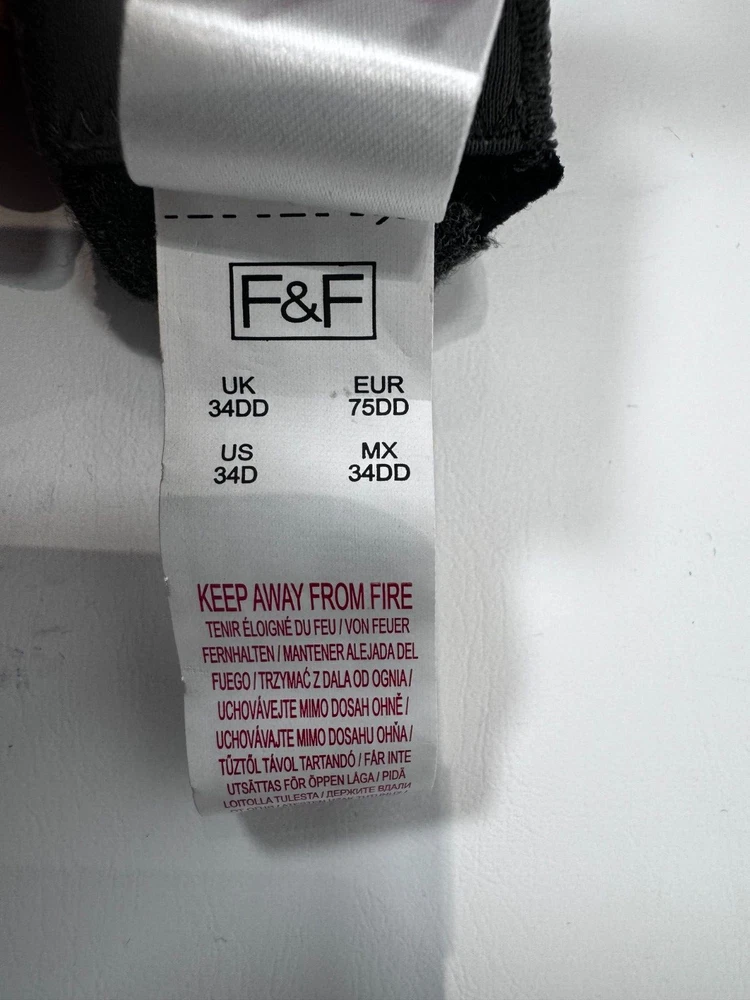 F&F
UK EUR
34DD 75DD
US MX
34D 34DD
KEEP AWAY FROM FIRE
TENIR ÉLOIGNÉ DU FEU / VON FEUER
FERNHALTEN / MANTENER ALEJADA DEL
FUEGO / TRZYMAĆ Z DALA OD OGNIA /
UCHOVÁVEJTE MIMO DOSAH OHNĚ /
UCHOVÁVAJTE MIMO DOSAHU OHŇA /
TŰZTŐL TÁVOL TARTANDÓ / FÅR INTE
UTSÄTTAS FÖR ÖPPEN LÅGA / PIDÄ
LOITOLLA TULESTA / ДЕРЖИТЕ ВДАЛИ